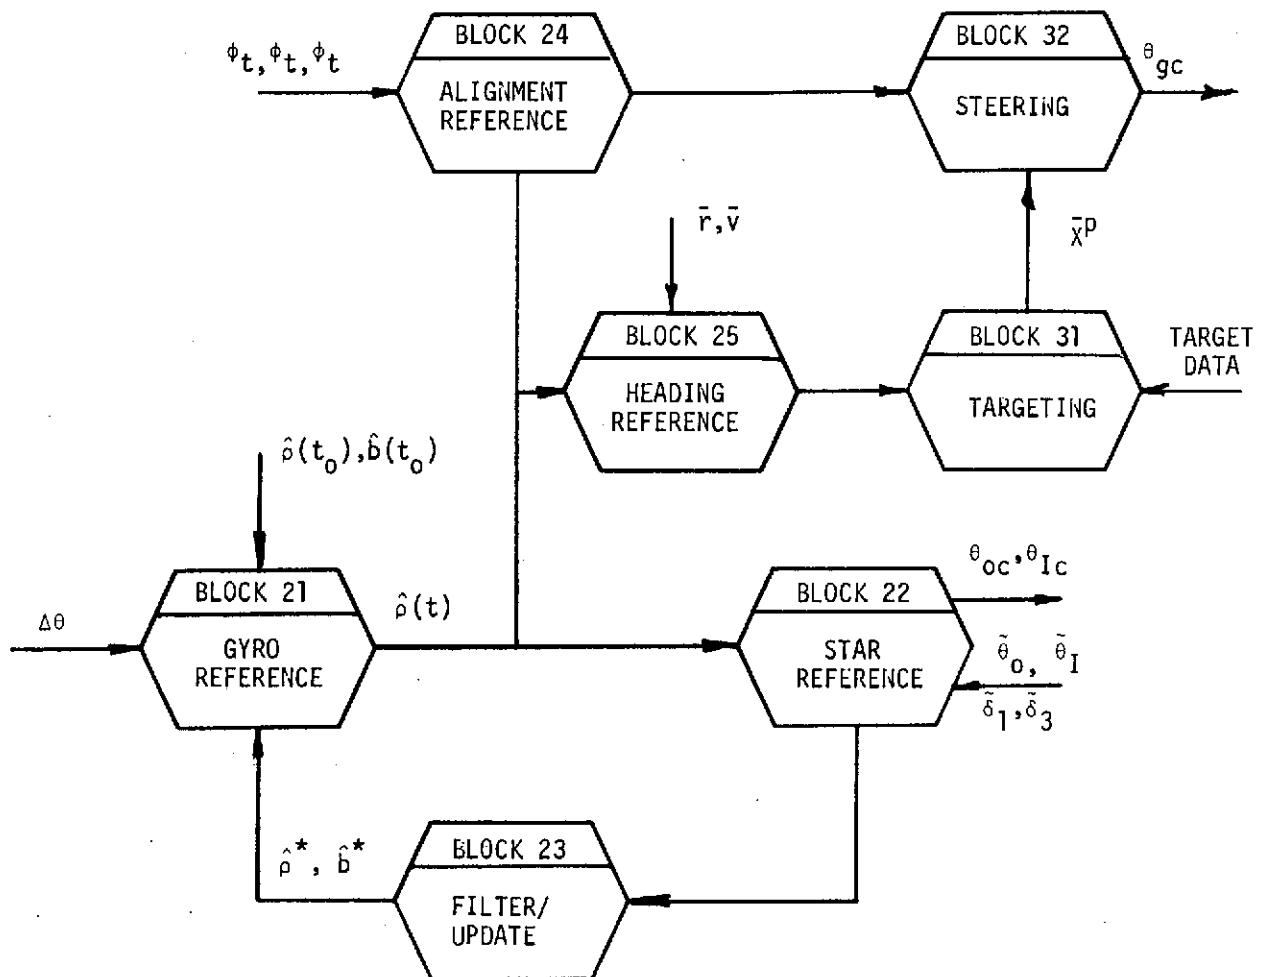 BLOCK 24
BLOCK 32
ϕt,ϕt,ϕt
θgc
ALIGNMENT
REFERENCE
STEERING
r̄,v̄
x̄ᵖ
BLOCK 25
BLOCK 31
TARGET
DATA
HEADING
REFERENCE
TARGETING
ρ̂(to),b̂(to)
BLOCK 21
ρ̂(t)
BLOCK 22
θoc,θIc
Δθ
GYRO
REFERENCE
STAR
REFERENCE
θ̃o, θ̃I
δ̃1,δ̃3
ρ̂*, b̂*
BLOCK 23
FILTER/
UPDATE